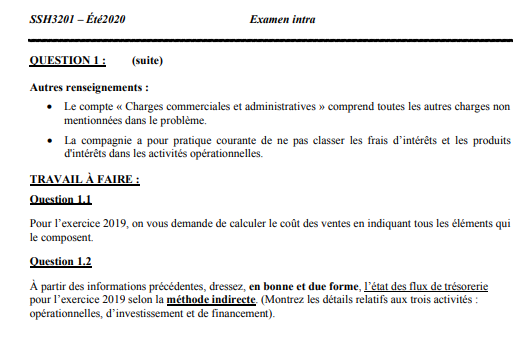 SSH3201 – Été2020 Examen intra
QUESTION 1 : (suite)
Autres renseignements :
• Le compte « Charges commerciales et administratives » comprend toutes les autres charges non
mentionnées dans le problème.
• La compagnie a pour pratique courante de ne pas classer les frais d’intérêts et les produits
d'intérêts dans les activités opérationnelles.
TRAVAIL À FAIRE :
Question 1.1
Pour l’exercice 2019, on vous demande de calculer le coût des ventes en indiquant tous les éléments qui
le composent.
Question 1.2
À partir des informations précédentes, dressez, en bonne et due forme, l’état des flux de trésorerie
pour l’exercice 2019 selon la méthode indirecte. (Montrez les détails relatifs aux trois activités :
opérationnelles, d’investissement et de financement).